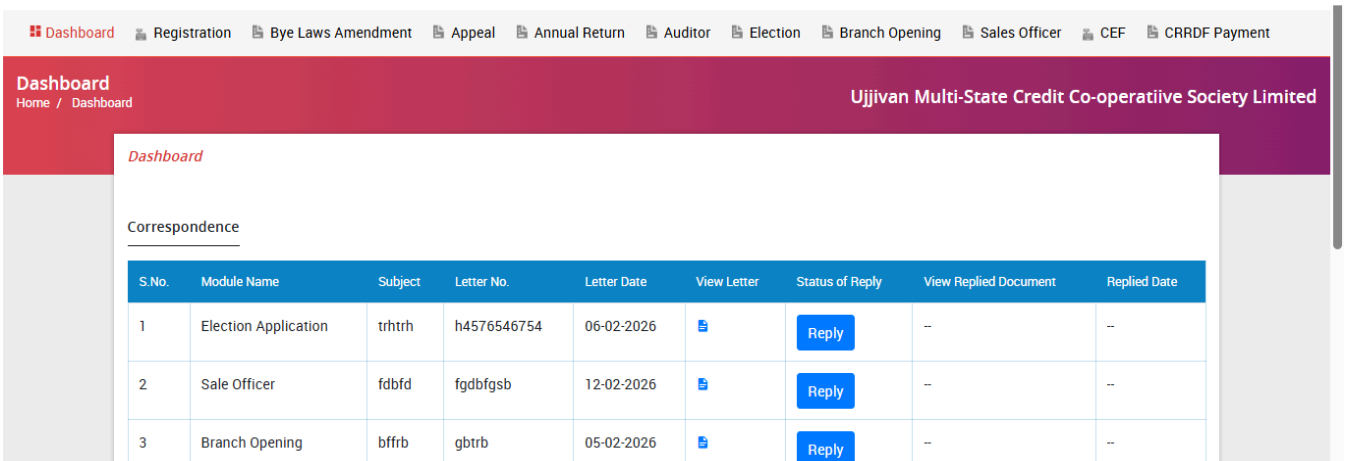 Dashboard Registration Bye Laws Amendment Appeal Annual Return Auditor Election Branch Opening Sales Officer CEF CRRDF Payment
Dashboard
Home / Dashboard
Ujjivan Multi-State Credit Co-operatiive Society Limited
Dashboard
Correspondence
S.No. Module Name Subject Letter No. Letter Date View Letter Status of Reply View Replied Document Replied Date
1 Election Application trhtrh h4576546754 06-02-2026 Reply -- --
2 Sale Officer fdbfd fgdbfgsb 12-02-2026 Reply -- --
3 Branch Opening bffrb gbtrb 05-02-2026 Reply -- --